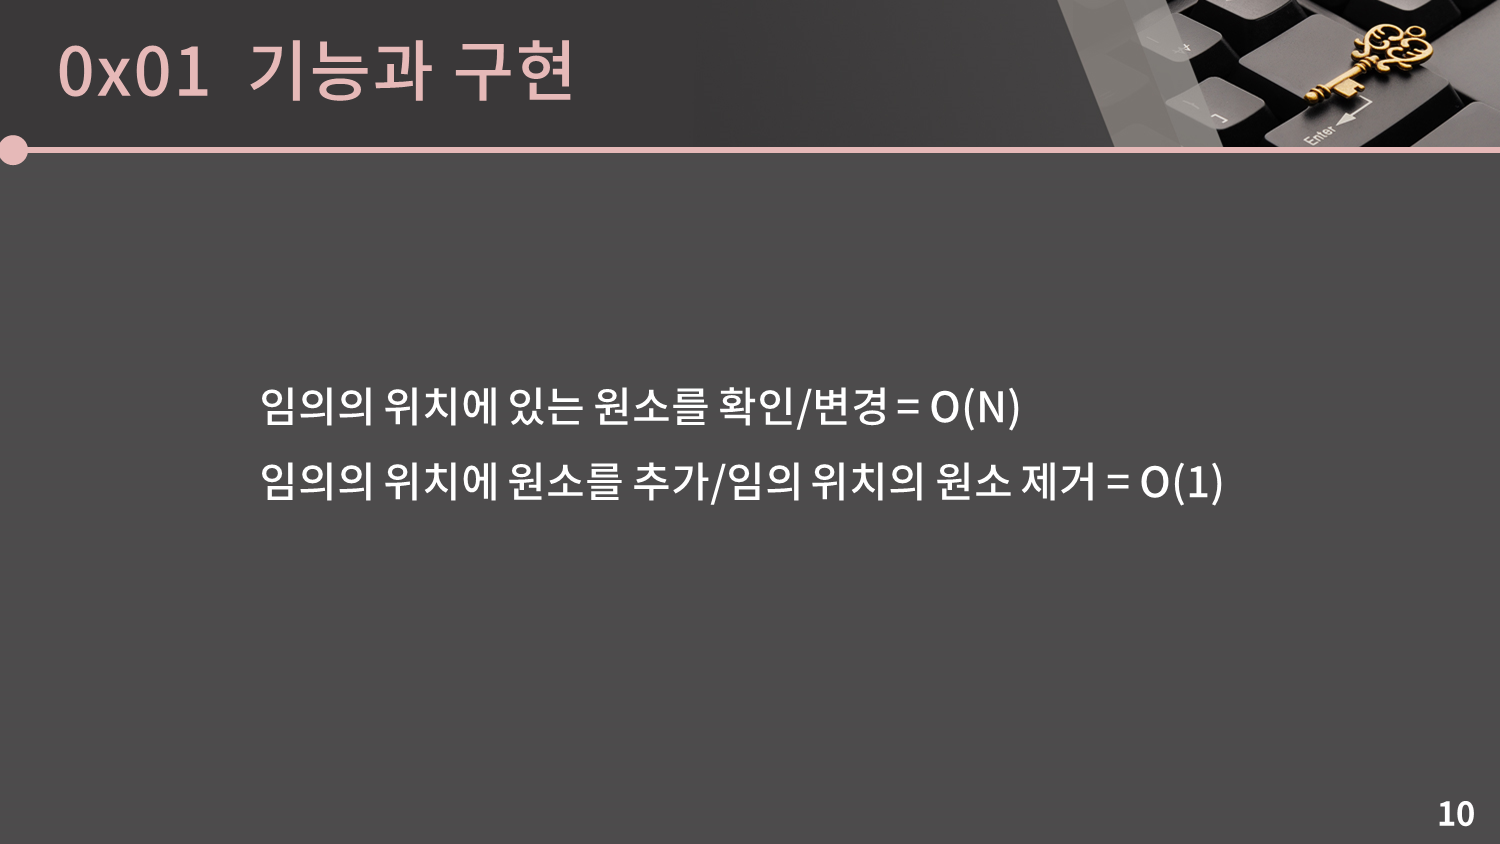 0x01 기능과 구현
Enter
임의의 위치에 있는 원소를 확인/변경 = O(N)
임의의 위치에 원소를 추가/임의 위치의 원소 제거 = O(1)
10